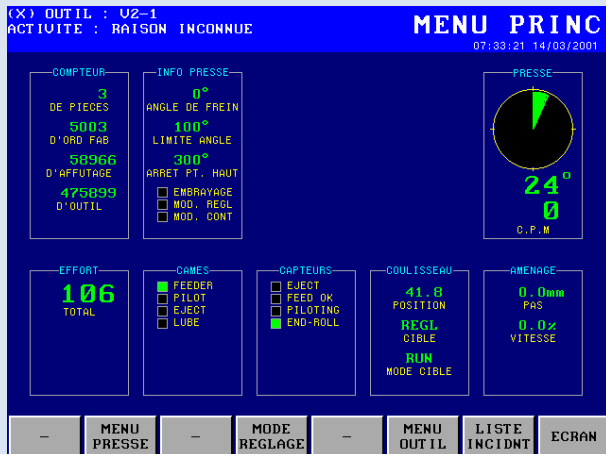 (X) OUTIL : V2-1
ACTIVITE : RAISON INCONNUE
MENU PRINC
07:33:21 14/03/2001
COMPTEUR
3
DE PIECES
5003
D'ORD FAB
58966
D'AFFUTAGE
475899
D'OUTIL
INFO PRESSE
0°
ANGLE DE FREIN
100°
LIMITE ANGLE
300°
ARRET PT. HAUT
EMBRAYAGE
MOD. REGL
MOD. CONT
PRESSE
24°
0
C.P.M
EFFORT
106
TOTAL
CAMES
FEEDER
PILOT
EJECT
LUBE
CAPTEURS
EJECT
FEED OK
PILOTING
END-ROLL
COULISSEAU
41.8
POSITION
REGL
CIBLE
RUN
MODE CIBLE
AMENAGE
0.0mm
PAS
0.0%
VITESSE
–
MENU
PRESSE
–
MODE
REGLAGE
–
MENU
OUTIL
LISTE
INCIDNT
ECRAN